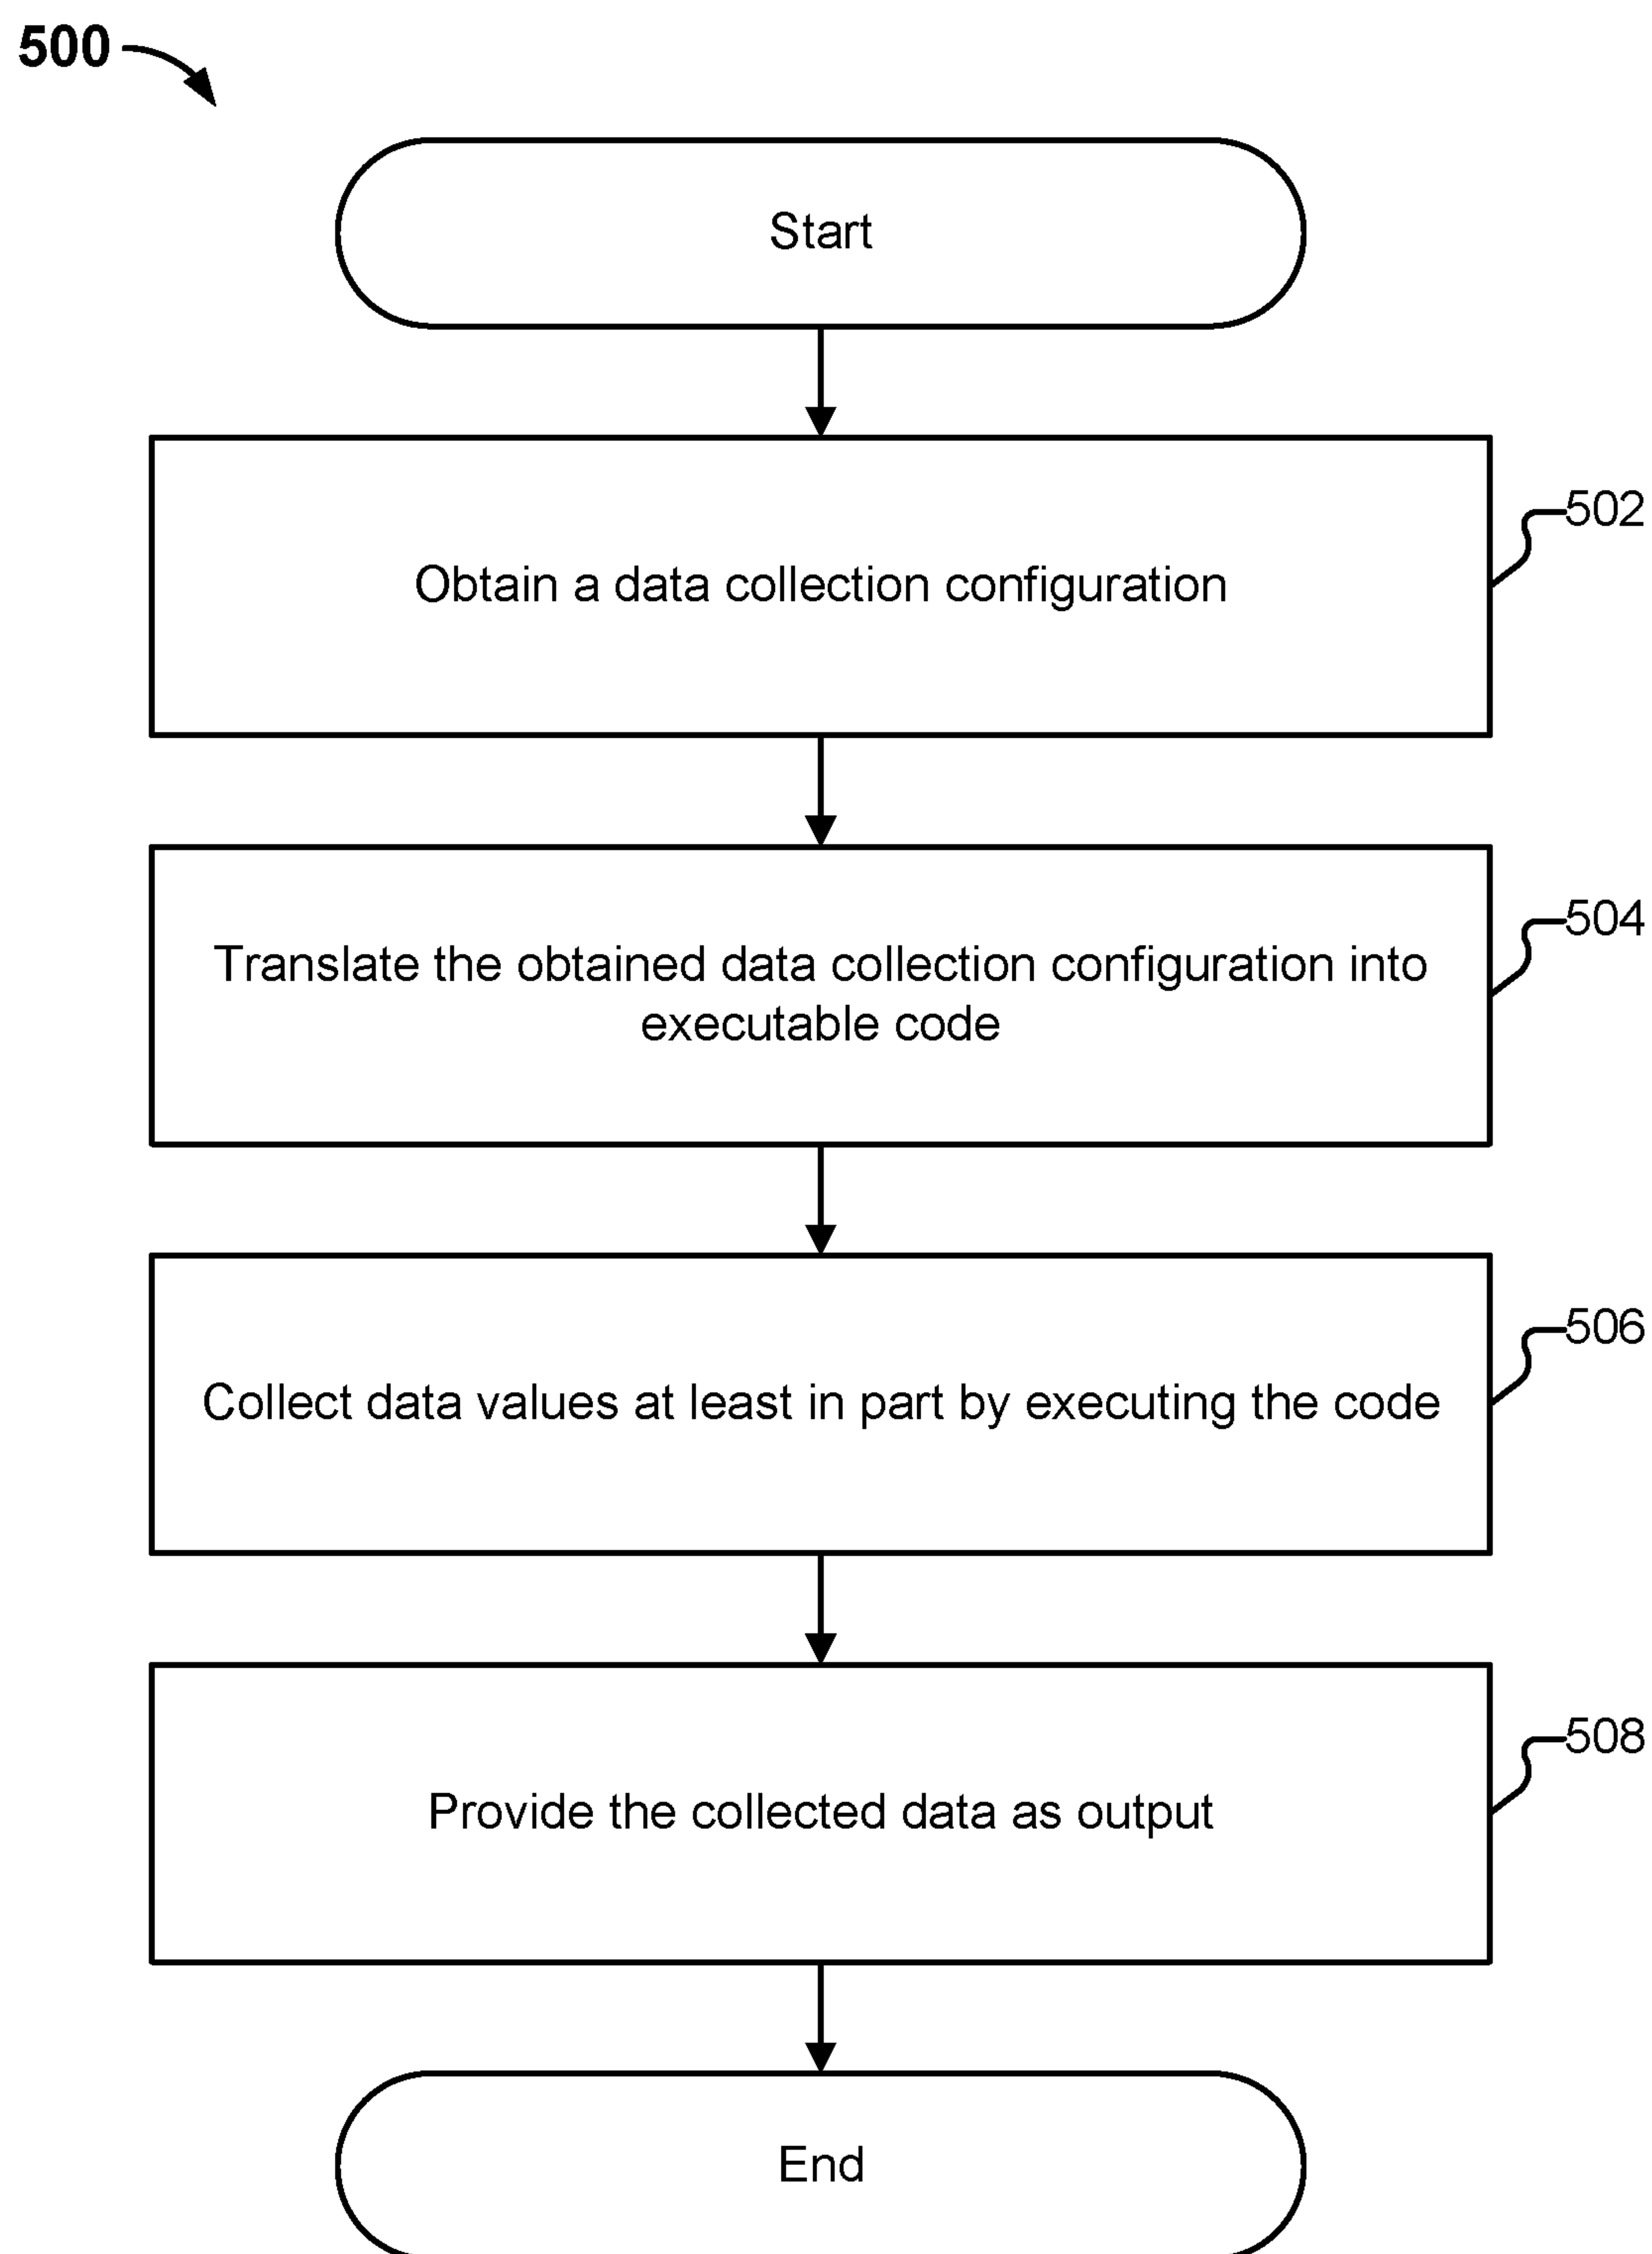 500
Start
Obtain a data collection configuration
502
Translate the obtained data collection configuration into
executable code
504
Collect data values at least in part by executing the code
506
Provide the collected data as output
508
End